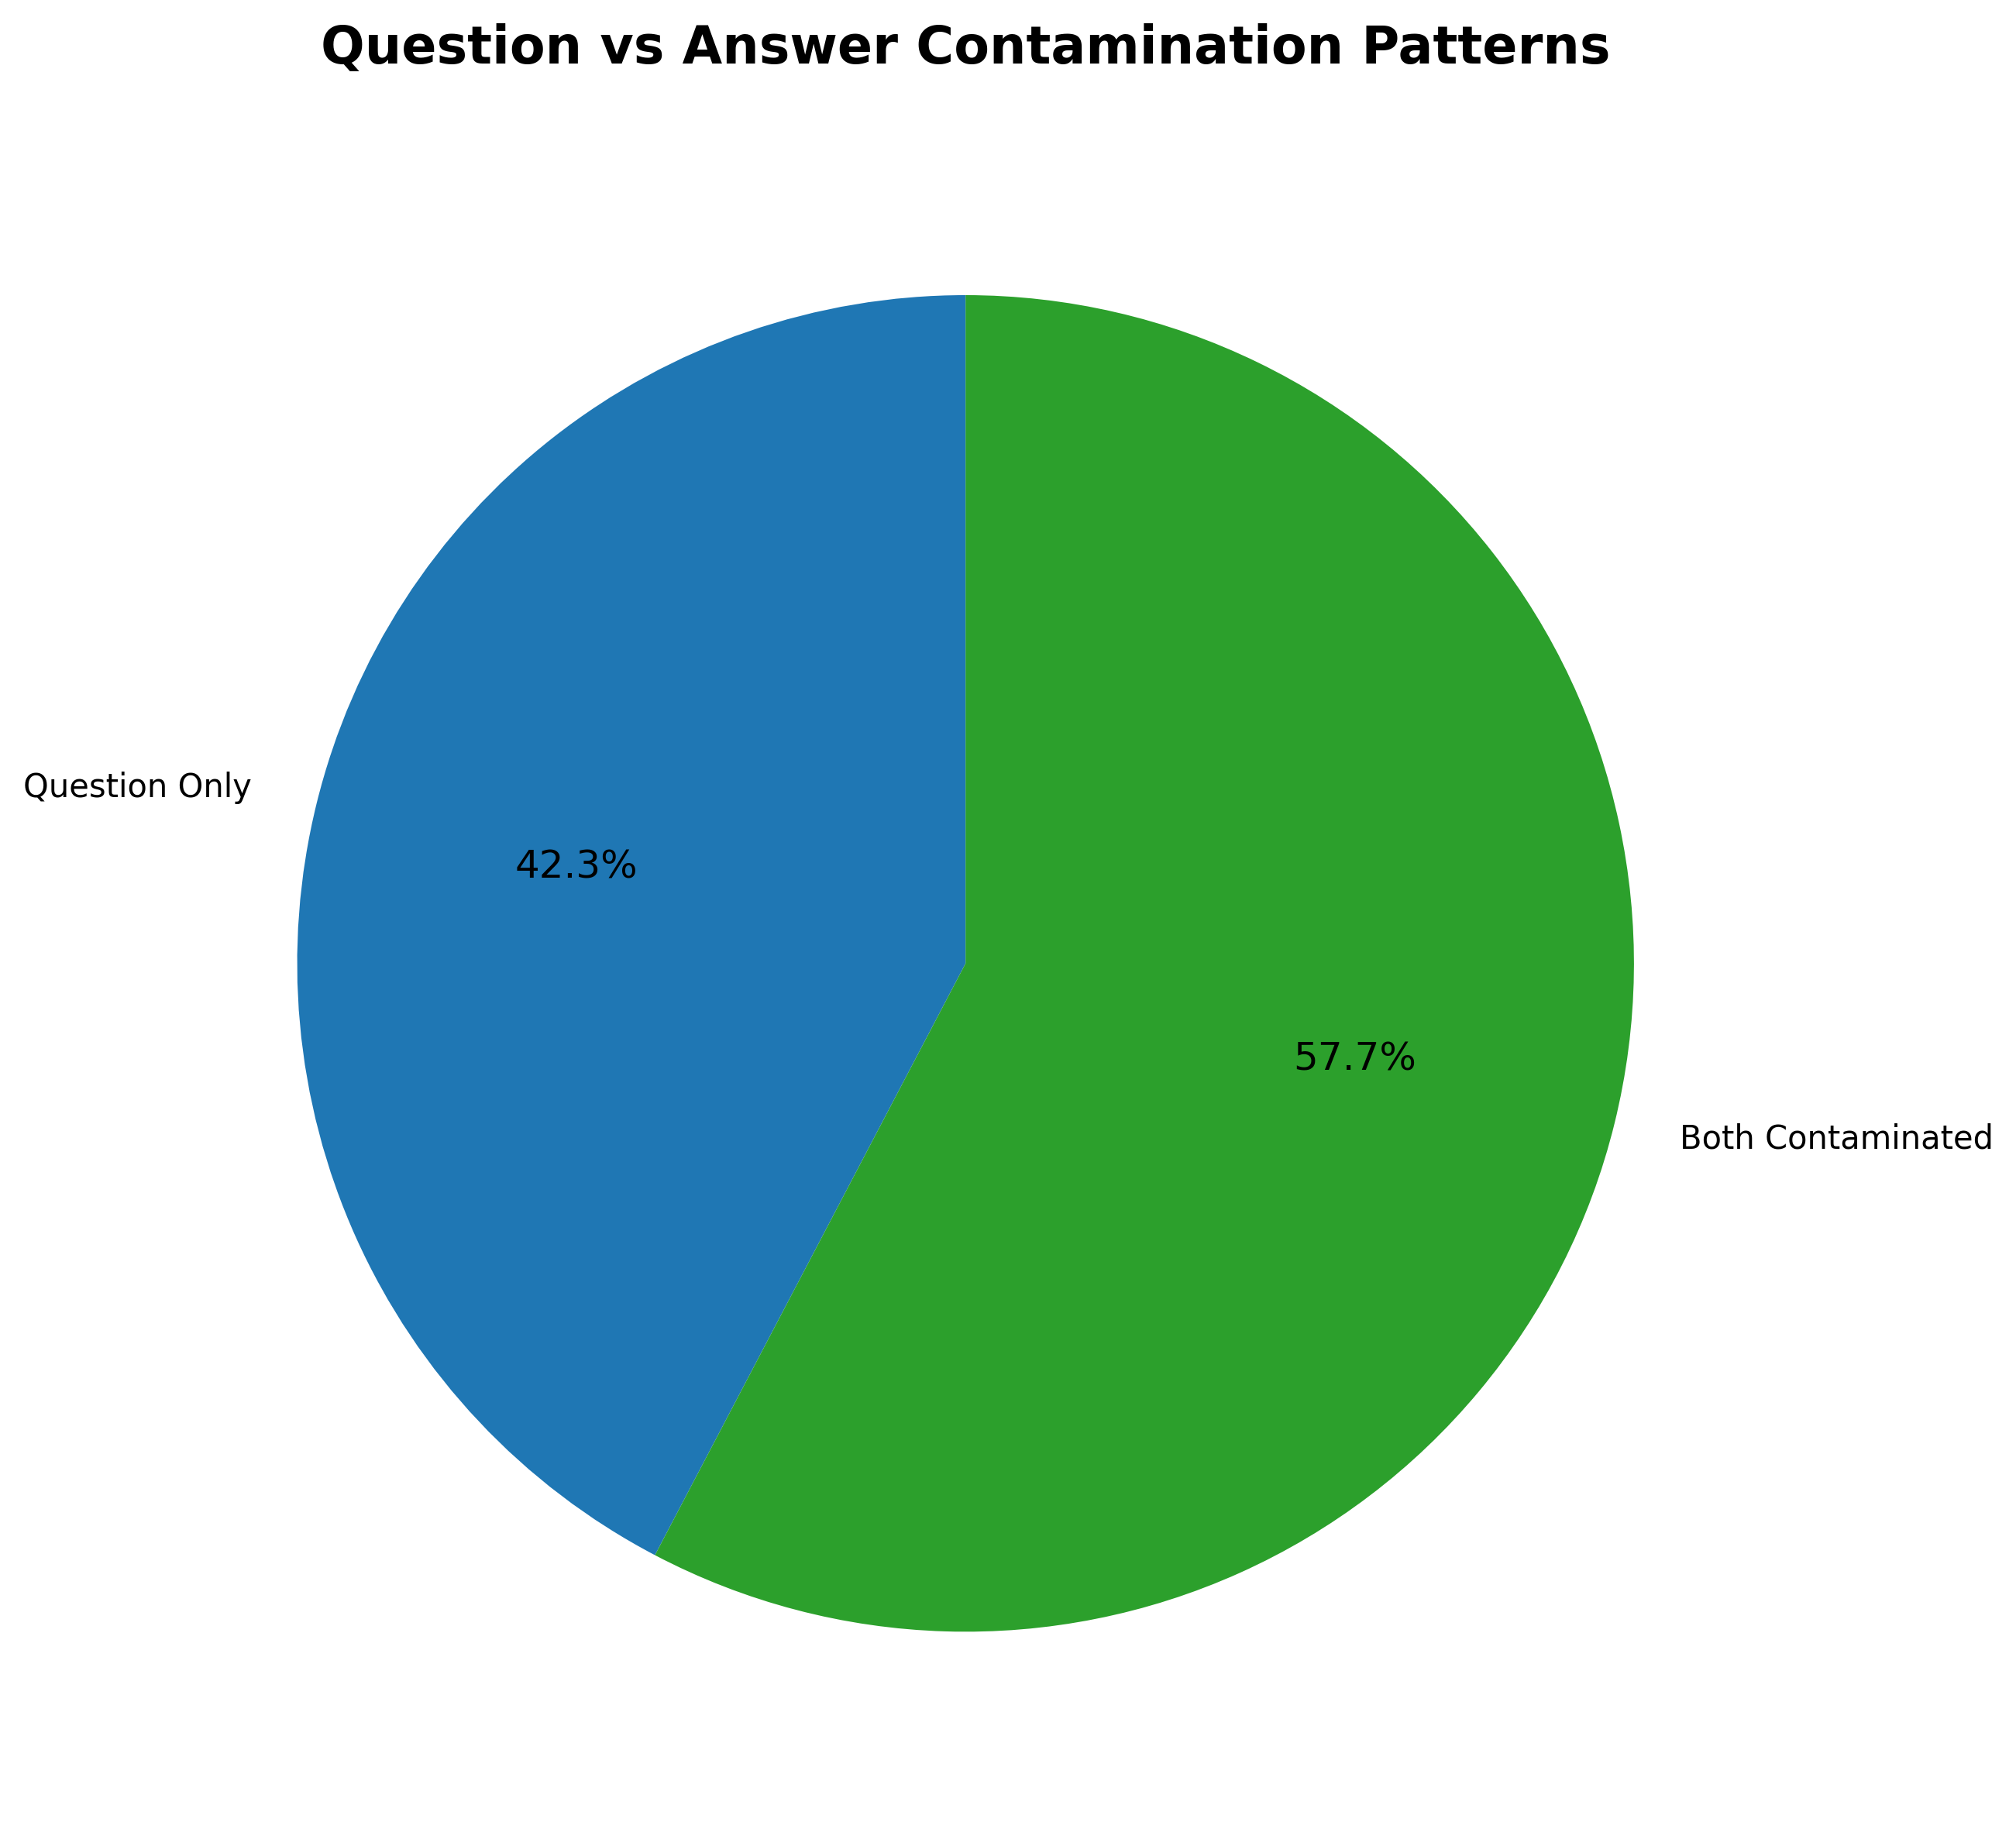 Question vs Answer Contamination Patterns
Question Only
42.3%
57.7%
Both Contaminated